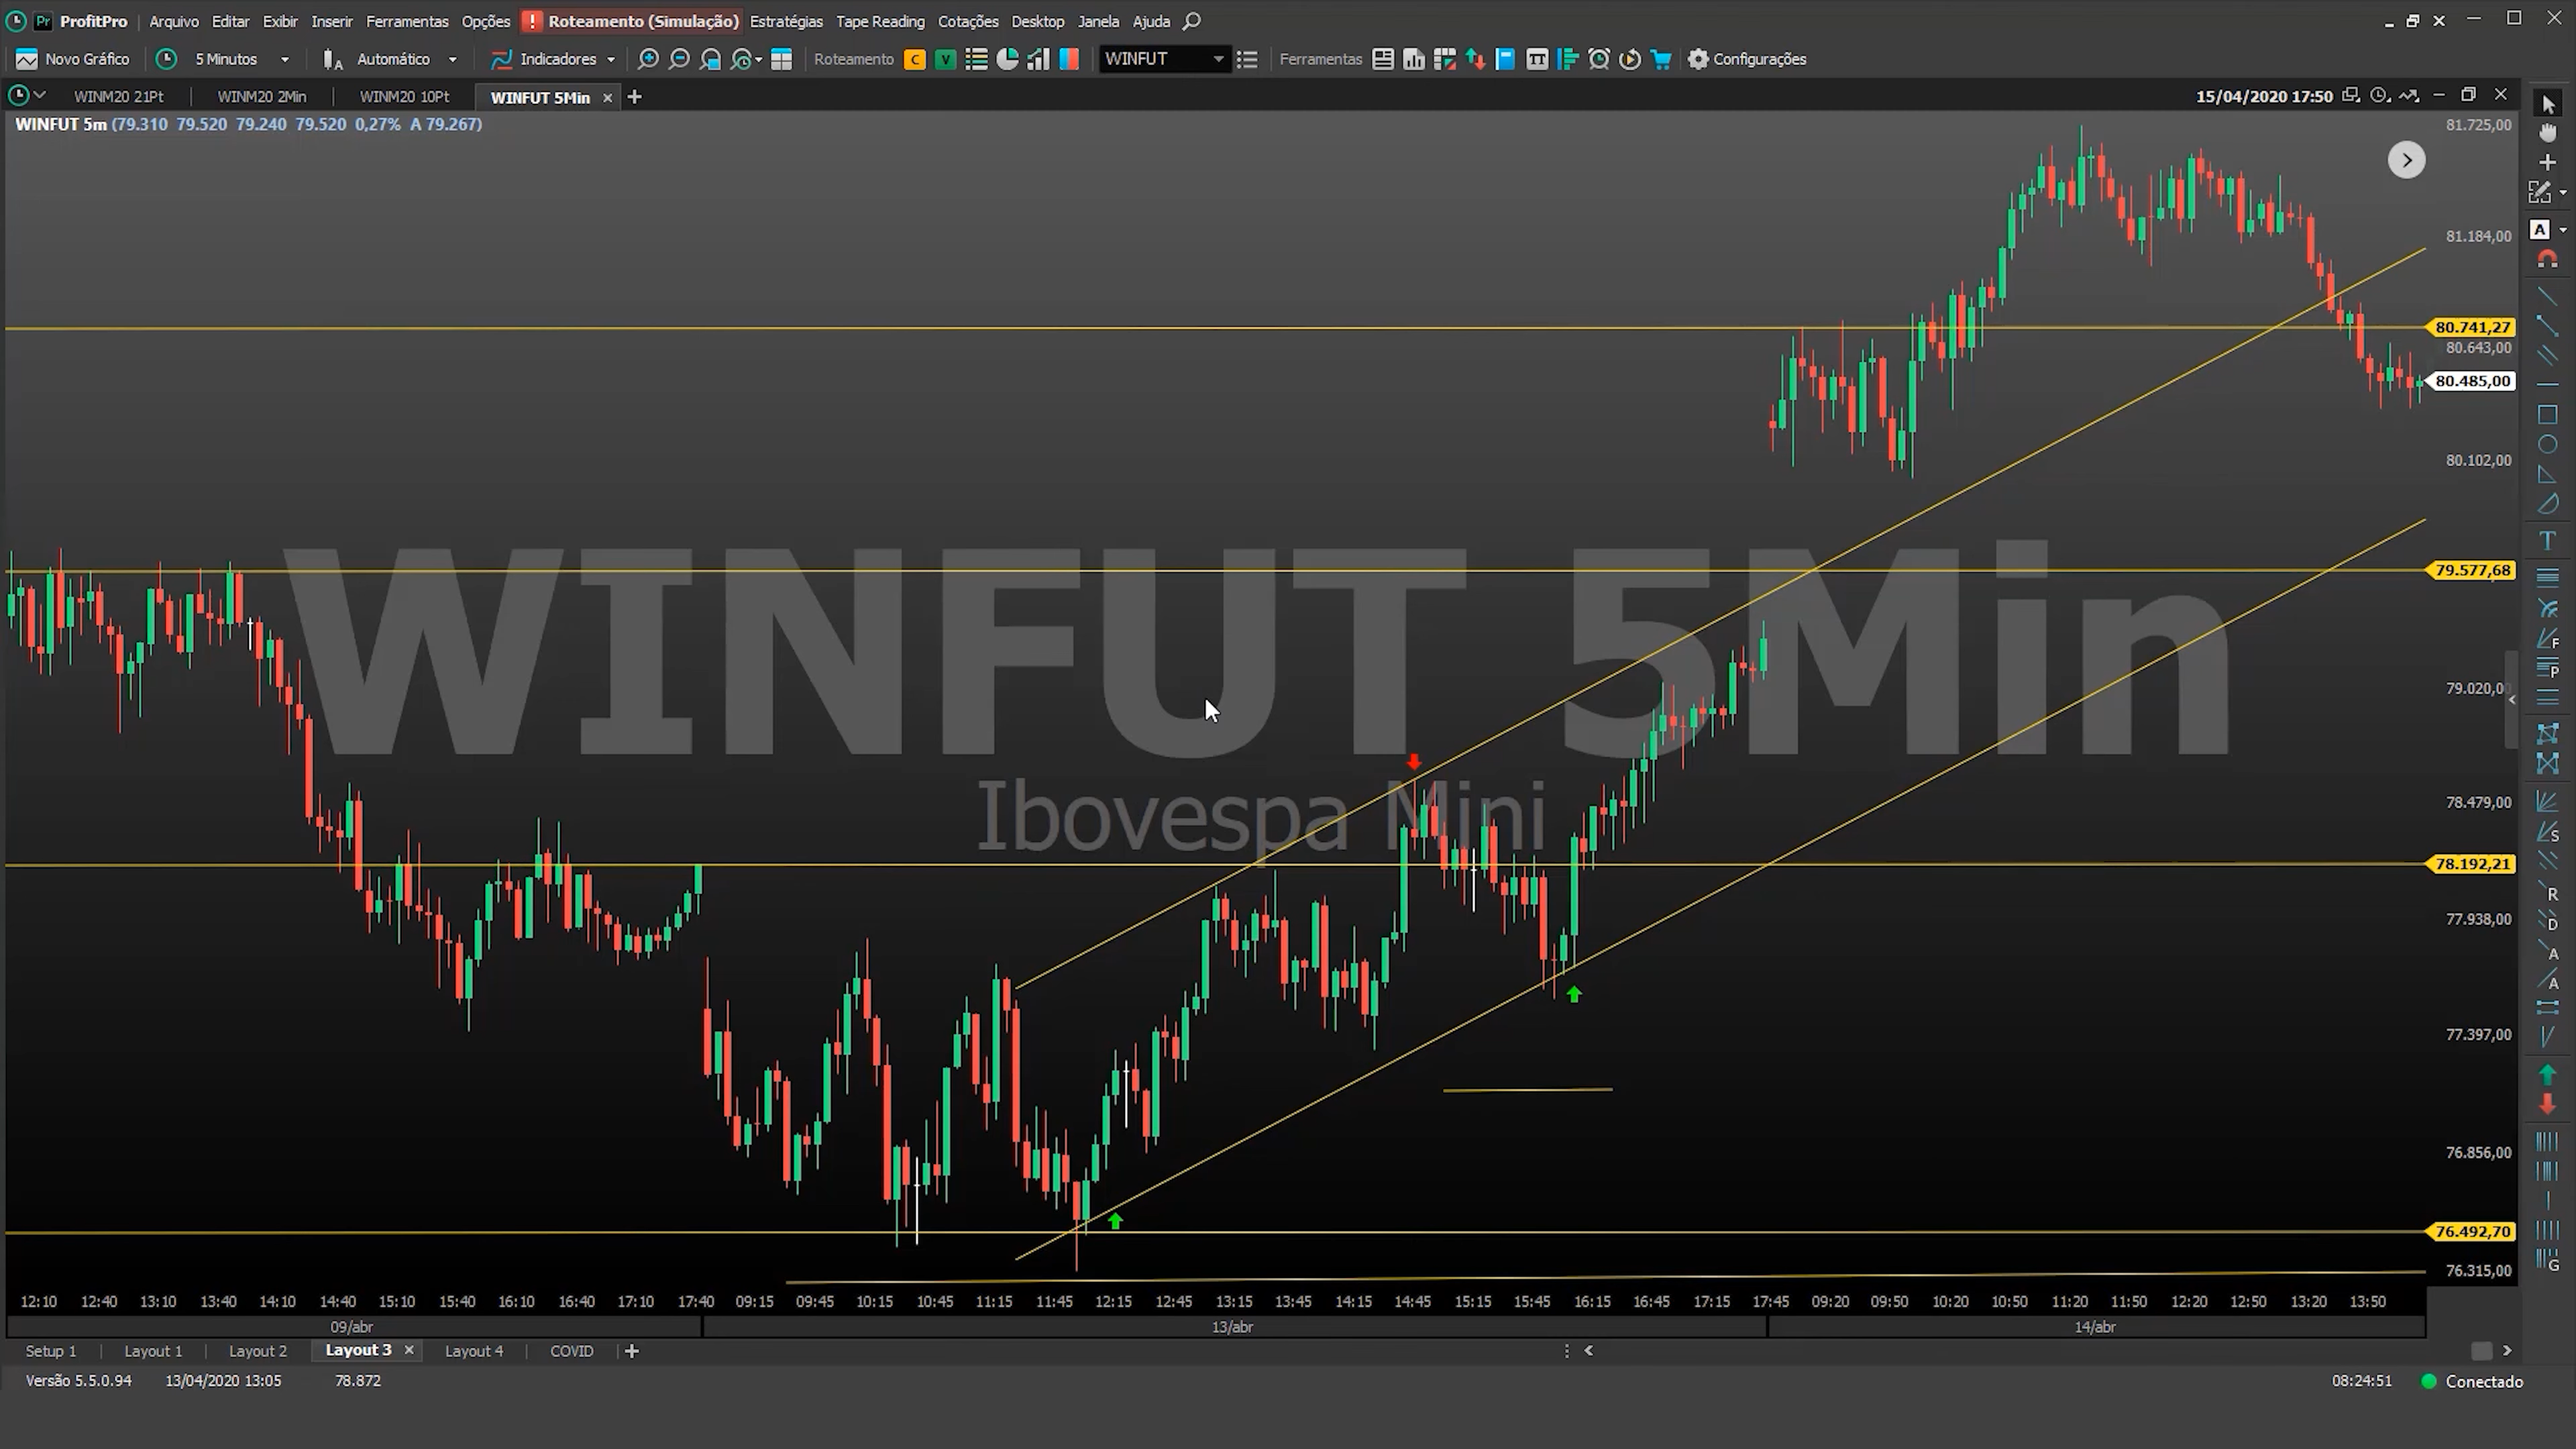 ProfitPro Arquivo Editar Exibir Inserir Ferramentas Opções Roteamento (Simulação) Estratégias Tape Reading Cotações Desktop Janela Ajuda
Novo Gráfico 5 Minutos Automático Indicadores Roteamento C V WINFUT Ferramentas TT Configurações
WINM20 21Pt WINM20 2Min WINM20 10Pt WINFUT 5Min 15/04/2020 17:50
WINFUT 5m (79.310 79.520 79.240 79.520 0,27% A 79.267)
81.725,00
81.184,00
80.741,27
80.643,00
80.485,00
80.102,00
79.577,68
79.020,0
78.479,00
78.192,21
77.938,00
77.397,00
76.856,00
76.492,70
76.315,00
WINFUT 5Min
Ibovespa Mini
12:10 12:40 13:10 13:40 14:10 14:40 15:10 15:40 16:10 16:40 17:10 17:40 09:15 09:45 10:15 10:45 11:15 11:45 12:15 12:45 13:15 13:45 14:15 14:45 15:15 15:45 16:15 16:45 17:15 17:45 09:20 09:50 10:20 10:50 11:20 11:50 12:20 12:50 13:20 13:50
09/abr 13/abr 14/abr
Setup 1 Layout 1 Layout 2 Layout 3 Layout 4 COVID
Versão 5.5.0.94 13/04/2020 13:05 78.872 08:24:51 Conectado
A
T
F
P
S
R
D
A
A
G